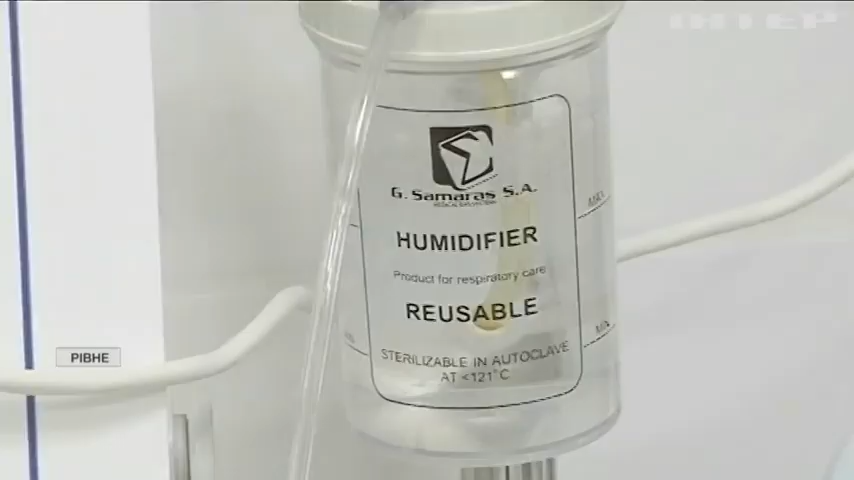 ІНТЕР
G. Samaras S.A.
HUMIDIFIER
MAX
Product for respiratory care
REUSABLE
MIN
STERILIZABLE IN AUTOCLAVE
AT <121°C
РІВНЕ